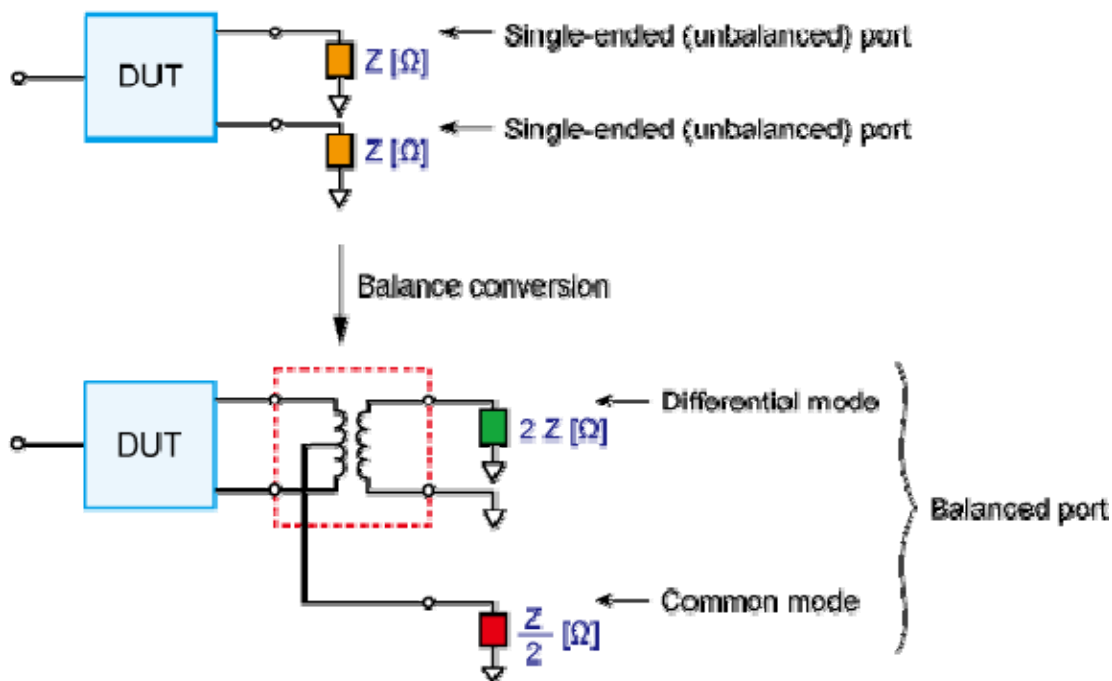 DUT
Z [Ω]
Single-ended (unbalanced) port
Z [Ω]
Single-ended (unbalanced) port
Balance conversion
DUT
2 Z [Ω]
Differential mode
Balanced port
Z
2
[Ω]
Common mode